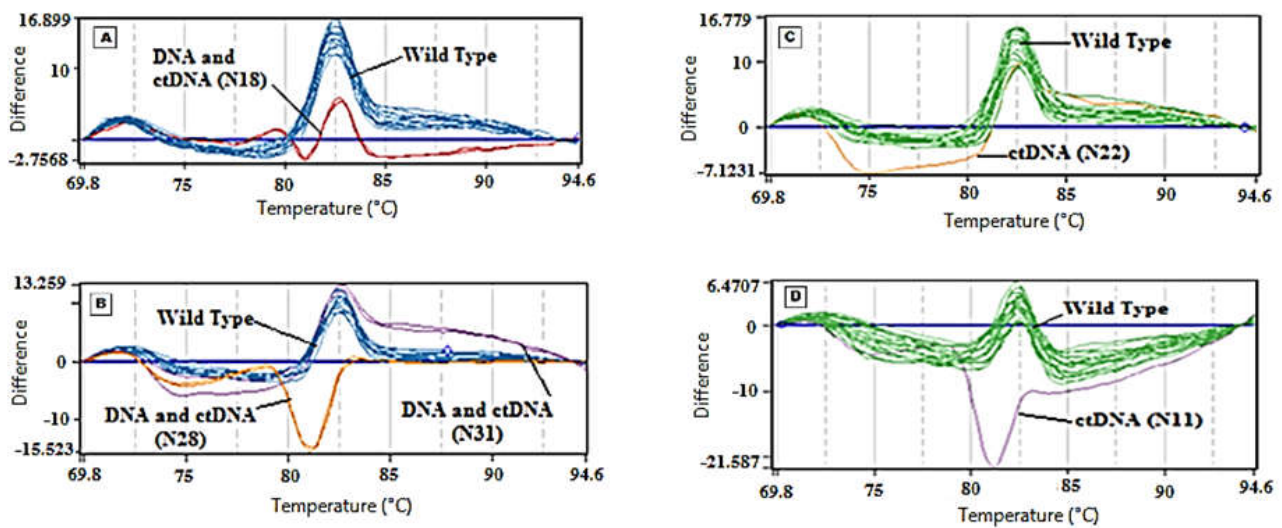 16.899
A
DNA and
ctDNA (N18)
Wild Type
10
Difference
-2.7568
69.8 75 80 85 90 94.6
Temperature (°C)
16.779
C
Wild Type
10
Difference
0
ctDNA (N22)
-7.1231
69.8 75 80 85 90 94.6
Temperature (°C)
13.259
B
Wild Type
0
Difference
DNA and ctDNA
(N28)
DNA and ctDNA
(N31)
-10
-15.523
69.8 75 80 85 90 94.6
Temperature (°C)
6.4707
D
Wild Type
0
Difference
-10
ctDNA (N11)
-21.587
69.8 75 80 85 90 94.6
Temperature (°C)